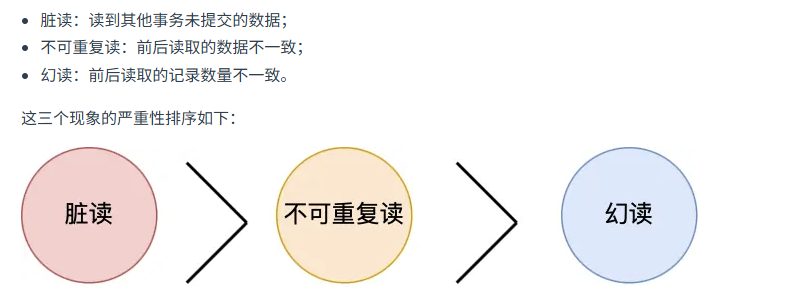 脏读：读到其他事务未提交的数据；
不可重复读：前后读取的数据不一致；
幻读：前后读取的记录数量不一致。
这三个现象的严重性排序如下：
脏读
不可重复读
幻读